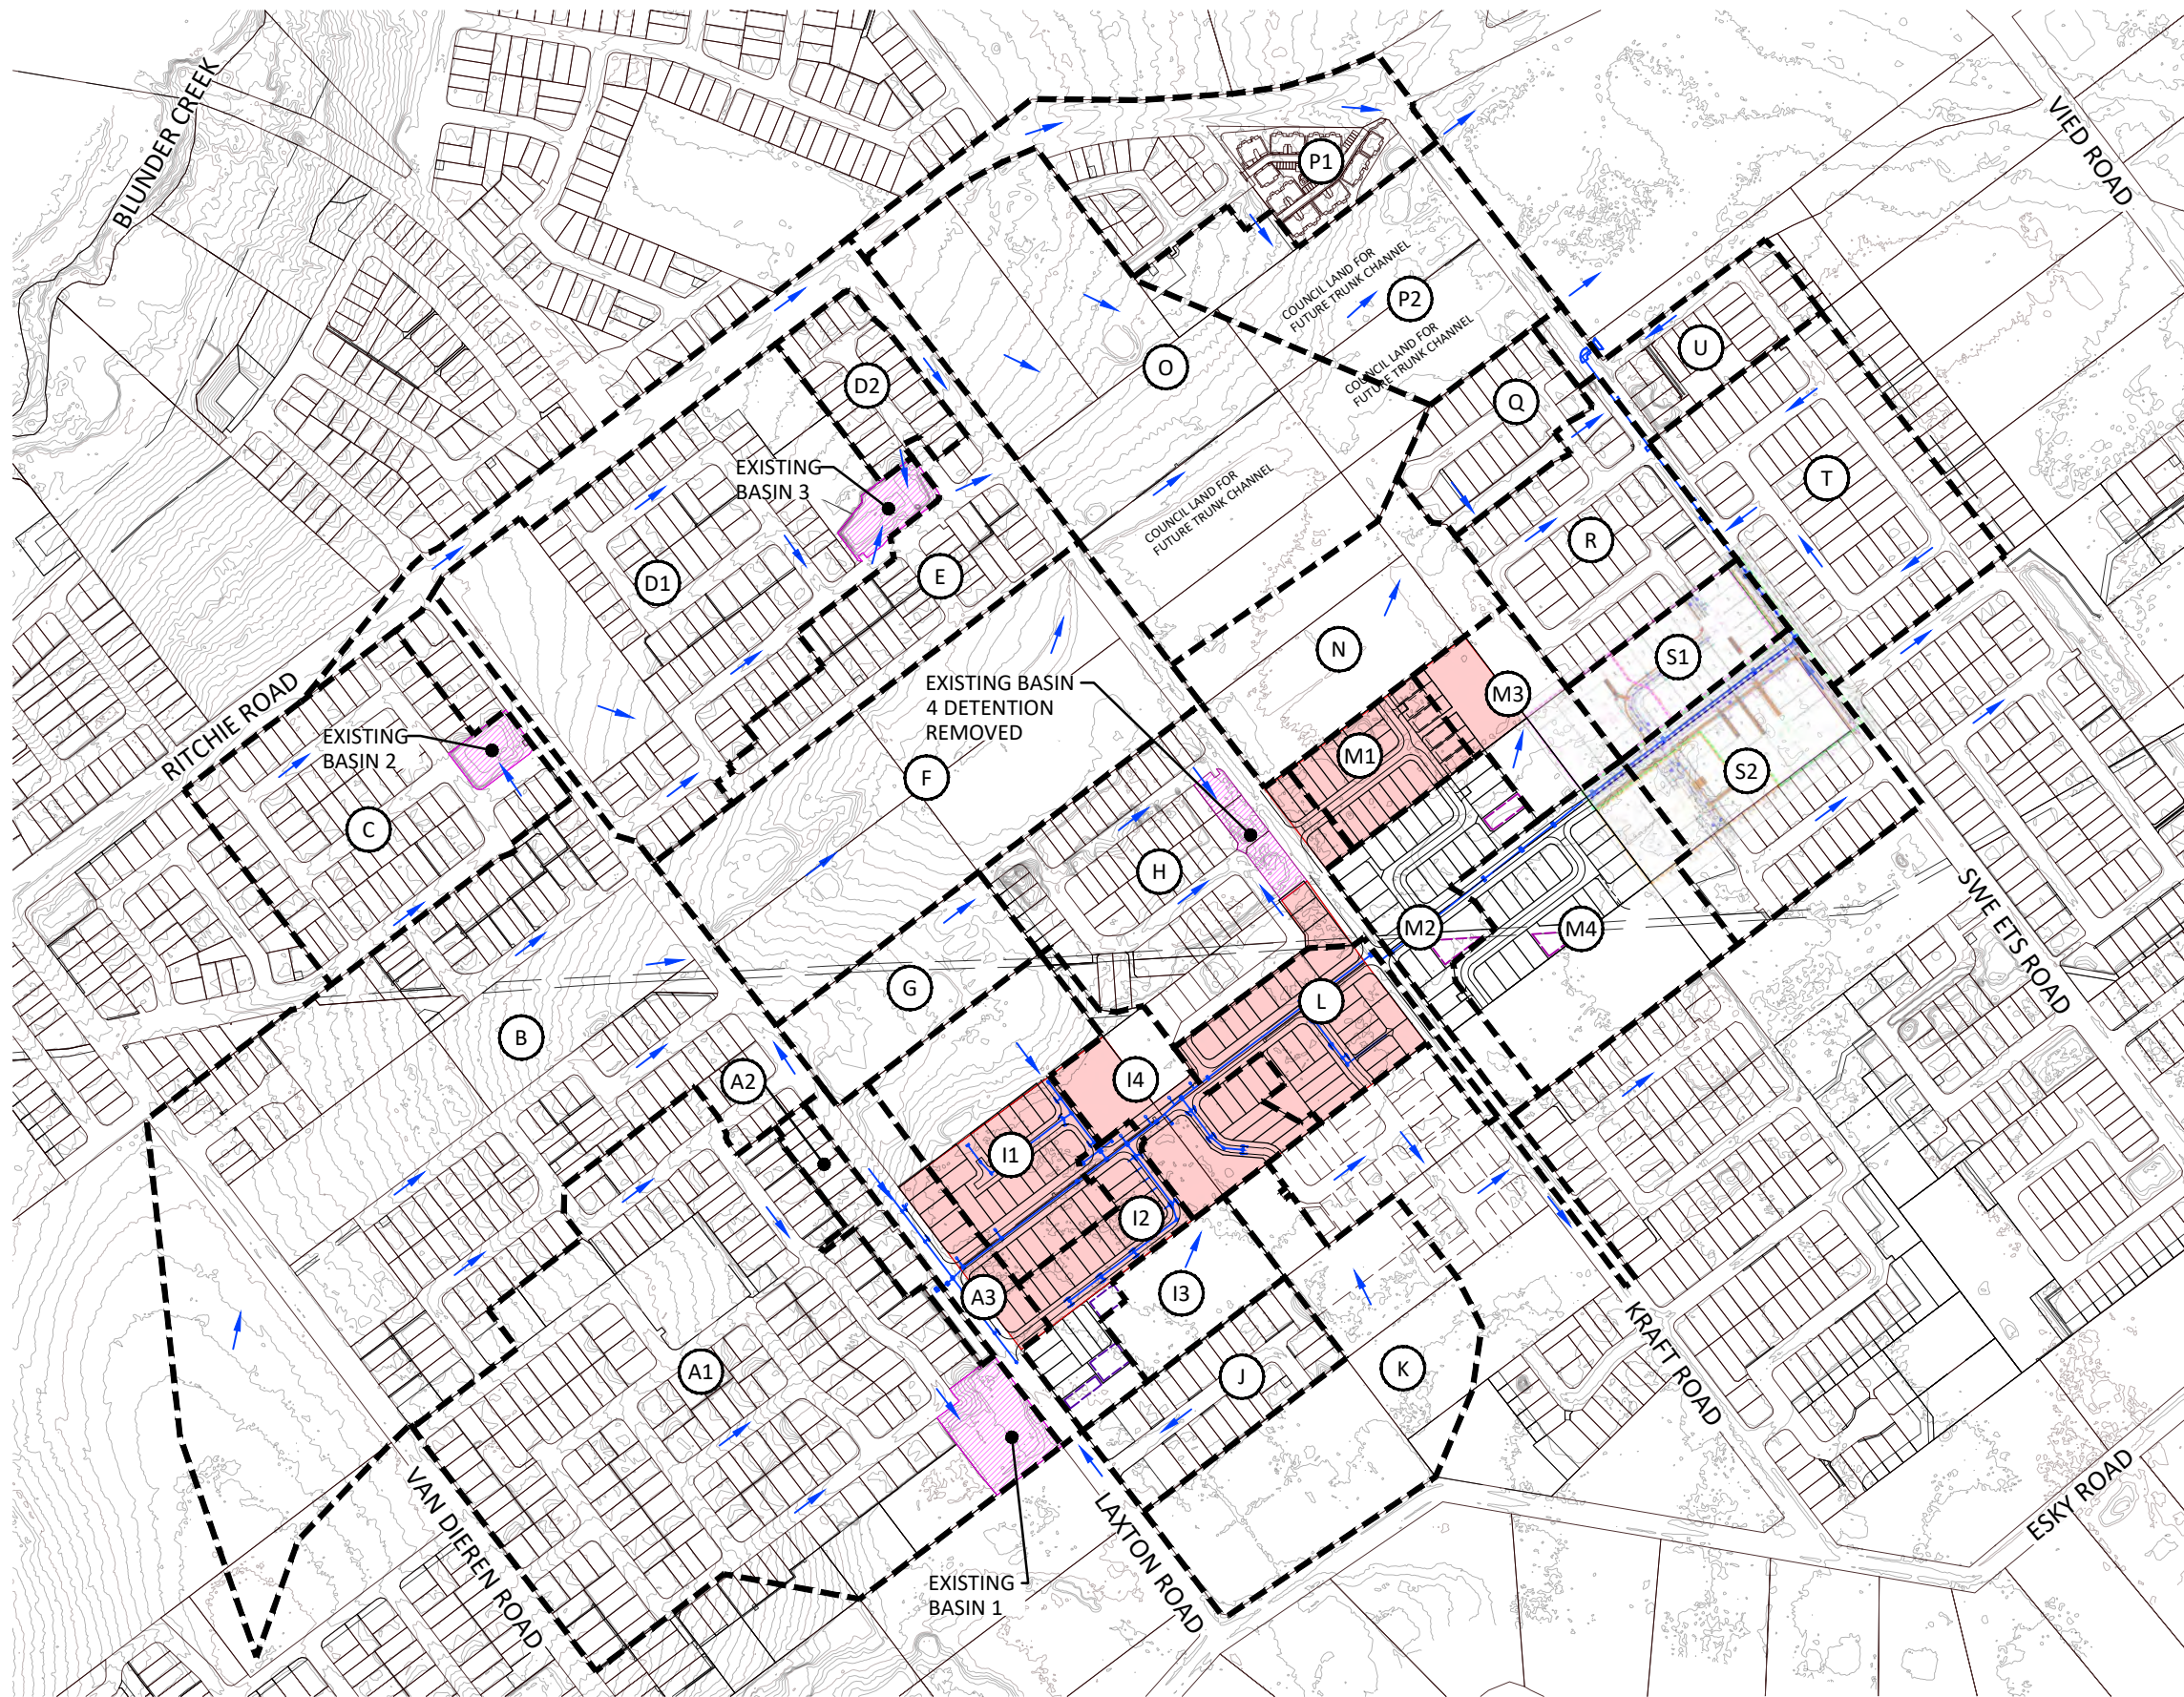 BLUNDER CREEK
VIED ROAD
P1
COUNCIL LAND FOR
FUTURE TRUNK CHANNEL
P2
COUNCIL LAND FOR
FUTURE TRUNK CHANNEL
U
O
D2
Q
EXISTING
BASIN 3
T
COUNCIL LAND FOR
FUTURE TRUNK CHANNEL
R
E
D1
N
S1
RITCHIE ROAD
EXISTING BASIN
4 DETENTION
REMOVED
M3
EXISTING
BASIN 2
M1
F
S2
C
H
SWEETS ROAD
M2
M4
G
L
B
A2
I4
I1
I2
A3
I3
A1
J
K
KRAFT ROAD
VAN DIEREN ROAD
LAXTON ROAD
ESKY ROAD
EXISTING
BASIN 1